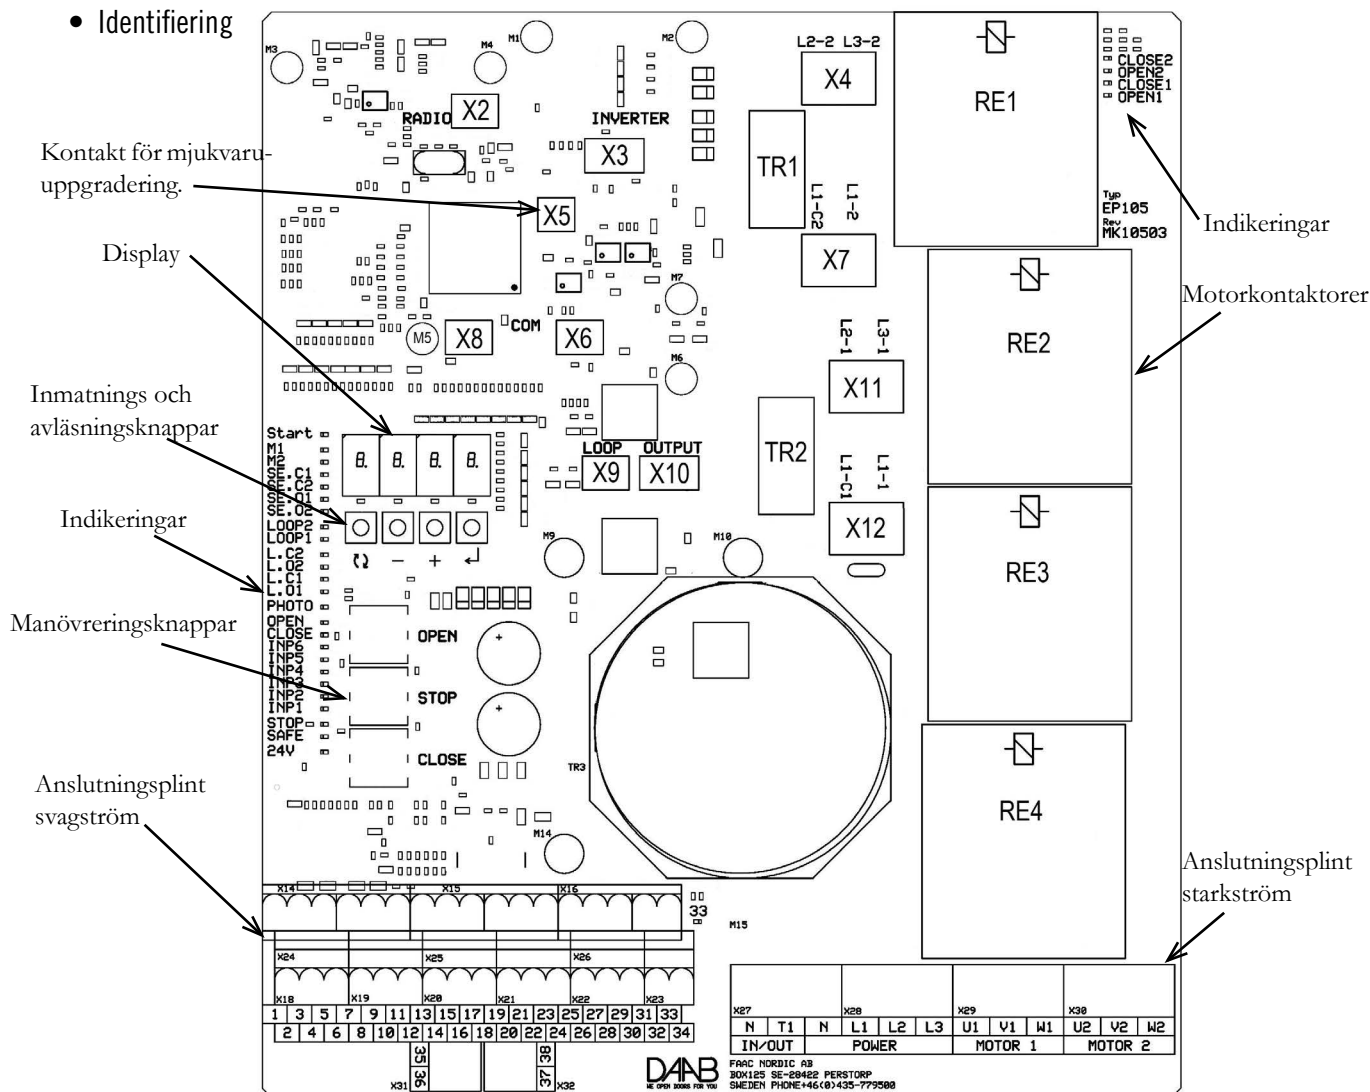 • Identifiering
M3
M4
M1
M2
L2-2 L3-2
X4
RE1
CLOSE2
OPEN2
CLOSE1
OPEN1
RADIO
X2
INVERTER
X3
TR1
Kontakt för mjukvaru-
uppgradering.
X5
L1-C2
L1-2
Typ
EP105
Rev
MK10503
Indikeringar
Display
X7
M7
Motorkontaktorer
M5
X8
COM
X6
L2-1
L3-1
RE2
M6
X11
Inmatnings och
avläsningsknappar
TR2
Start
M1
M2
SE.C1
SE.C2
SE.O1
SE.O2
LOOP2
LOOP1
L.C2
L.O2
L.C1
L.O1
PHOTO
OPEN
CLOSE
INP6
INP5
INP4
INP3
INP2
INP1
STOP
SAFE
24V
8. 8. 8. 8.
LOOP
OUTPUT
X9
X10
L1-C1
L1-1
X12
Indikeringar
− +
M9
M10
RE3
Manövreringsknappar
OPEN
STOP
CLOSE
+
+
TR3
RE4
Anslutningsplint
svagström
M14
Anslutningsplint
starkström
X14
X15
X16
33
M15
X24
X25
X26
X18
X19
X20
X21
X22
X23
1 3 5 7 9 11 13 15 17 19 21 23 25 27 29 31 33
2 4 6 8 10 12 14 16 18 20 22 24 26 28 30 32 34
35
36
37
38
X31
X32
X27
X28
X29
X30
N T1 N L1 L2 L3 U1 V1 W1 U2 V2 W2
IN/OUT POWER MOTOR 1 MOTOR 2
DAAB
WE OPEN DOORS FOR YOU
FAAC NORDIC AB
BOX125 SE-28422 PERSTORP
SWEDEN PHONE+46(0)435-779500